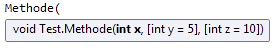 Methode(
void Test.Methode(int x, [int y = 5], [int z = 10])